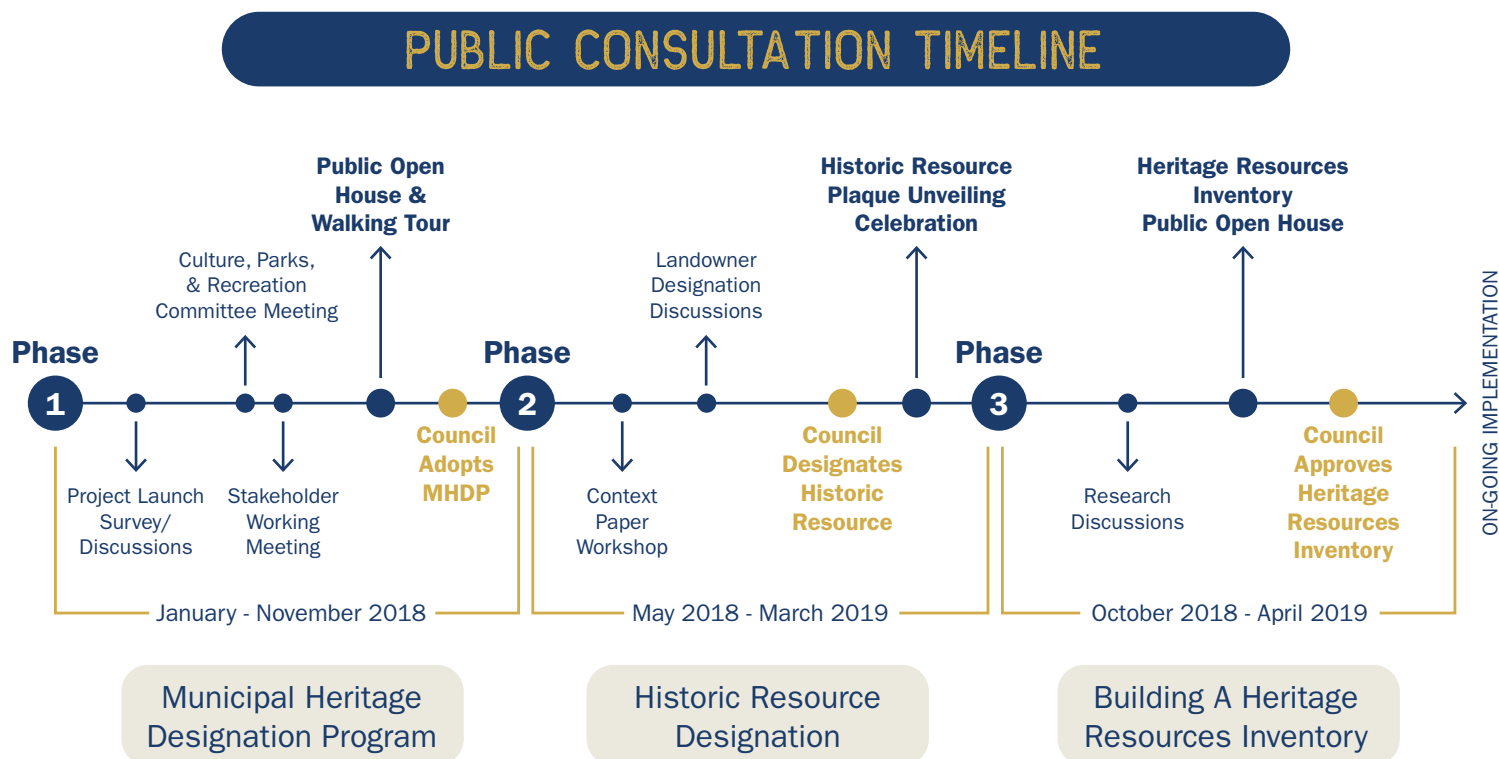 PUBLIC CONSULTATION TIMELINE
Public Open
House &
Walking Tour
Historic Resource
Plaque Unveiling
Celebration
Heritage Resources
Inventory
Public Open House
Culture, Parks,
& Recreation
Committee Meeting
Landowner
Designation
Discussions
Phase
1
Phase
2
Phase
3
ON-GOING IMPLEMENTATION
Project Launch
Survey/
Discussions
Stakeholder
Working
Meeting
Council
Adopts
MHDP
Context
Paper
Workshop
Council
Designates
Historic
Resource
Research
Discussions
Council
Approves
Heritage
Resources
Inventory
January - November 2018
May 2018 - March 2019
October 2018 - April 2019
Municipal Heritage
Designation Program
Historic Resource
Designation
Building A Heritage
Resources Inventory